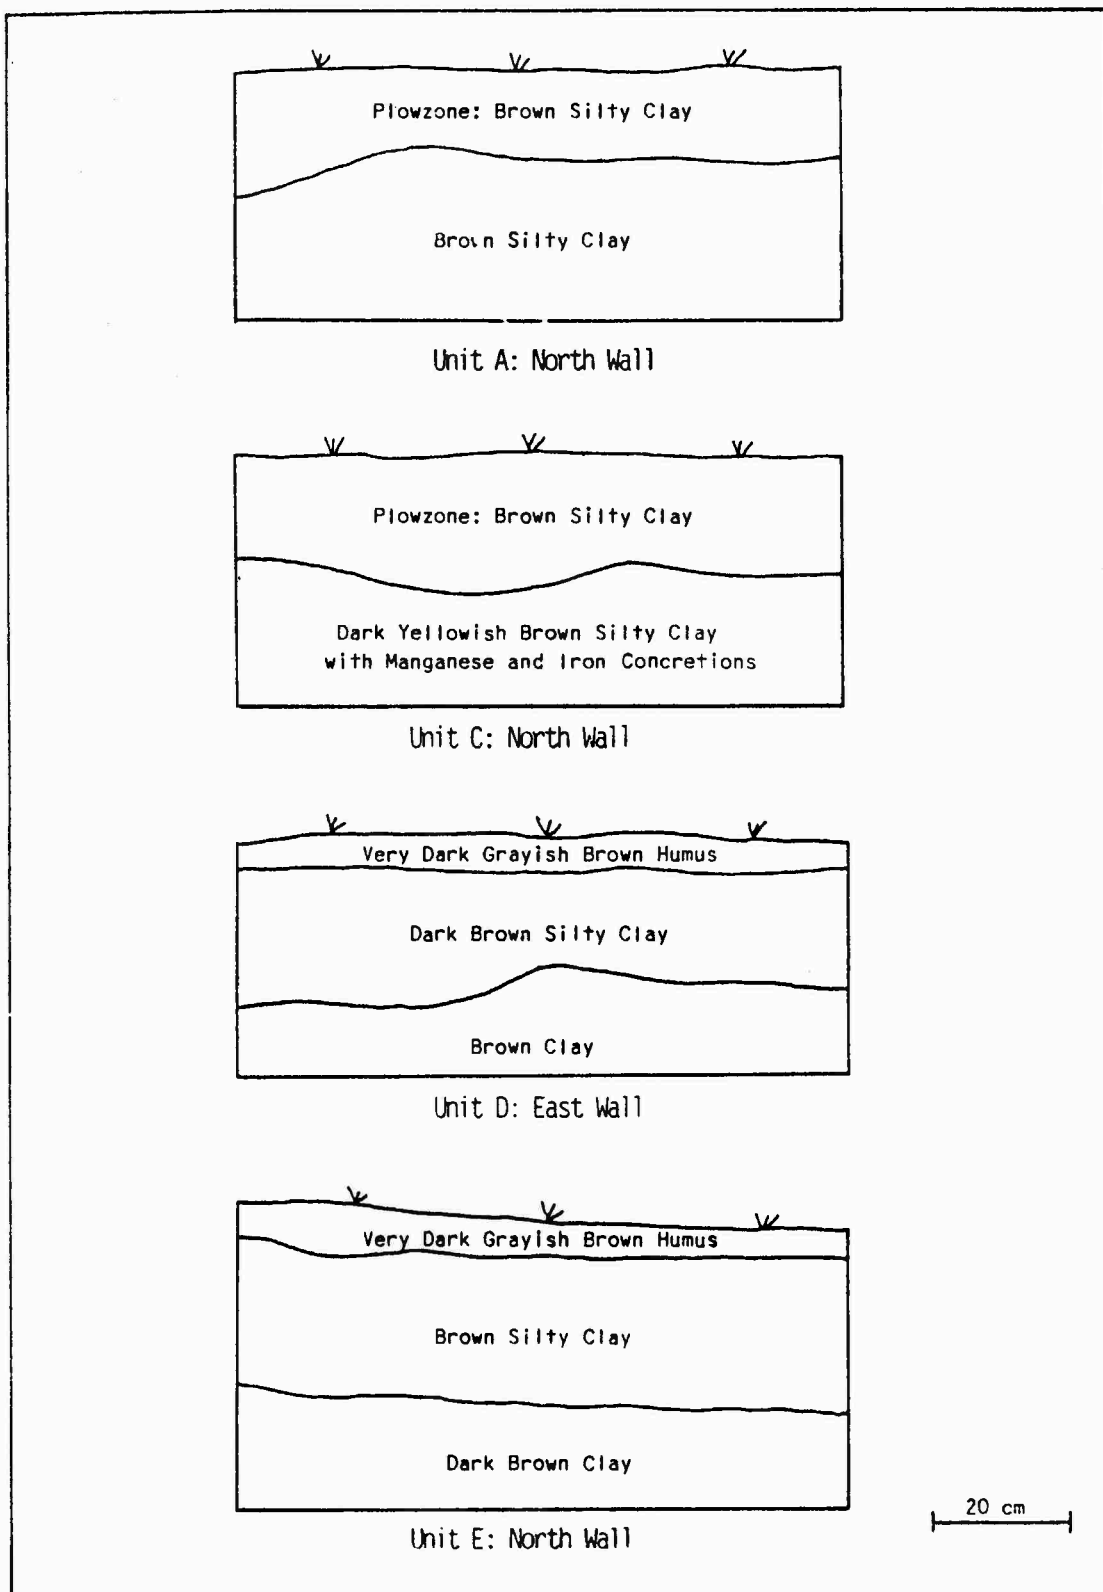 Plowzone: Brown Silty Clay
Brown Silty Clay
Unit A: North Wall
Plowzone: Brown Silty Clay
Dark Yellowish Brown Silty Clay
with Manganese and Iron Concretions
Unit C: North Wall
Very Dark Grayish Brown Humus
Dark Brown Silty Clay
Brown Clay
Unit D: East Wall
Very Dark Grayish Brown Humus
Brown Silty Clay
Dark Brown Clay
20 cm
Unit E: North Wall